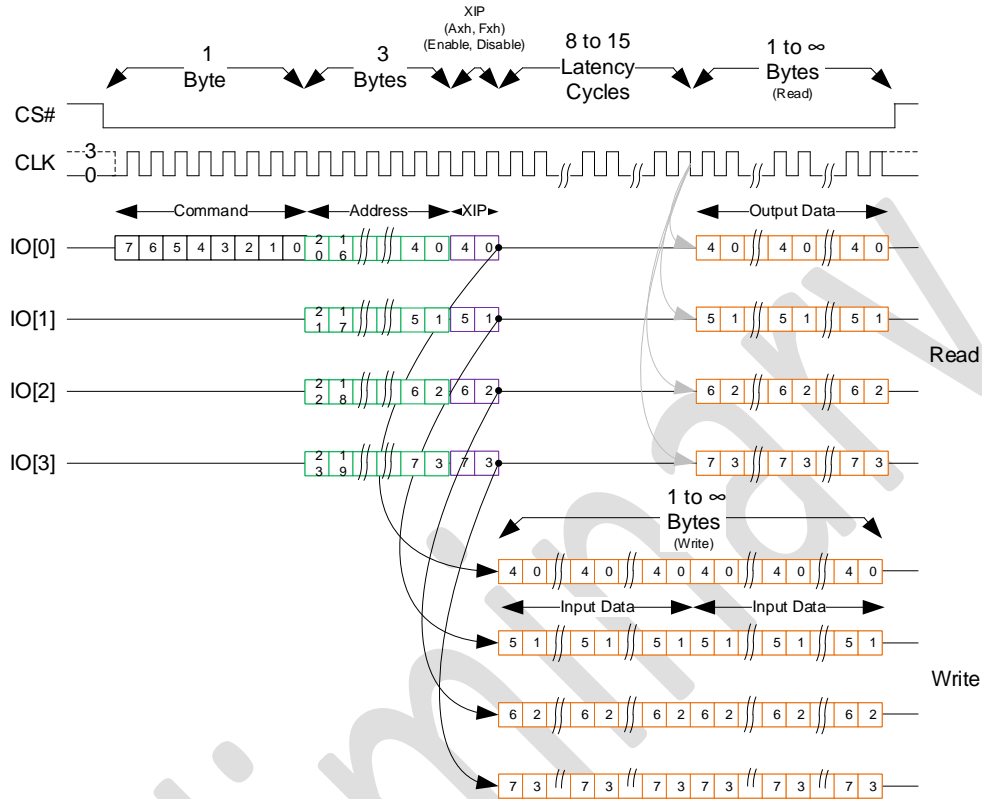 XIP
(Axh, Fxh)
(Enable, Disable)
1
Byte
3
Bytes
8 to 15
Latency
Cycles
1 to ∞
Bytes
(Read)
CS#
CLK
3
0
Command
Address
XIP
Output Data
IO[0] 7 6 5 4 3 2 1 0 20 16 4 0 4 0 4 0 4 0 4 0
IO[1] 21 17 5 1 5 1 5 1 5 1 5 1
Read
IO[2] 22 18 6 2 6 2 6 2 6 2 6 2
IO[3] 23 19 7 3 7 3 7 3 7 3 7 3
1 to ∞
Bytes
(Write)
4 0 4 0 4 0 4 0 4 0 4 0
Input Data Input Data
5 1 5 1 5 1 5 1 5 1 5 1
Write
6 2 6 2 6 2 6 2 6 2 6 2
7 3 7 3 7 3 7 3 7 3 7 3